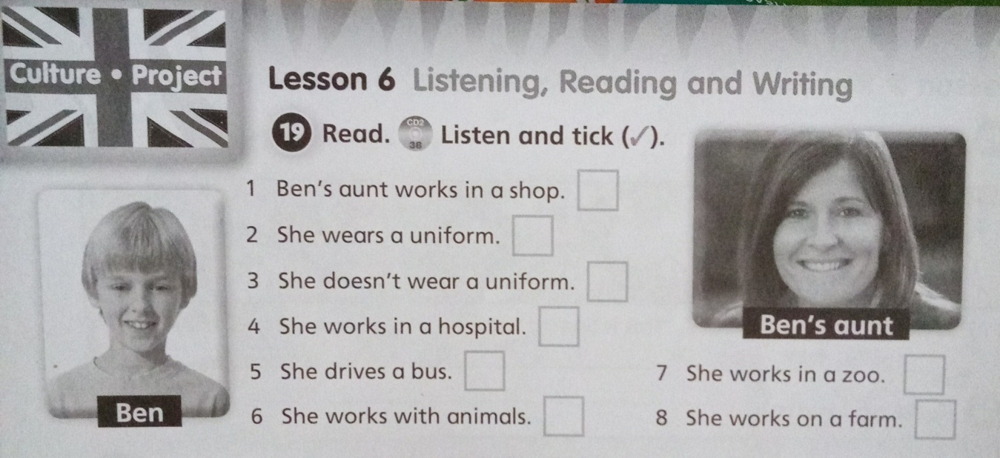 Culture • Project
Lesson 6 Listening, Reading and Writing
19 Read. CD2 36 Listen and tick (✓).
1 Ben's aunt works in a shop.
2 She wears a uniform.
3 She doesn't wear a uniform.
4 She works in a hospital.
5 She drives a bus.
6 She works with animals.
7 She works in a zoo.
8 She works on a farm.
Ben
Ben's aunt